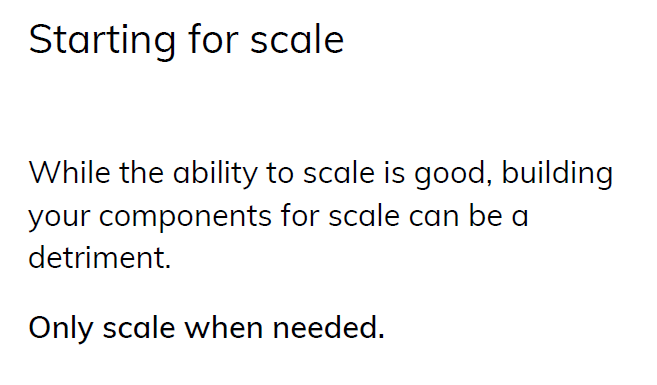 Starting for scale
While the ability to scale is good, building
your components for scale can be a
detriment.
Only scale when needed.